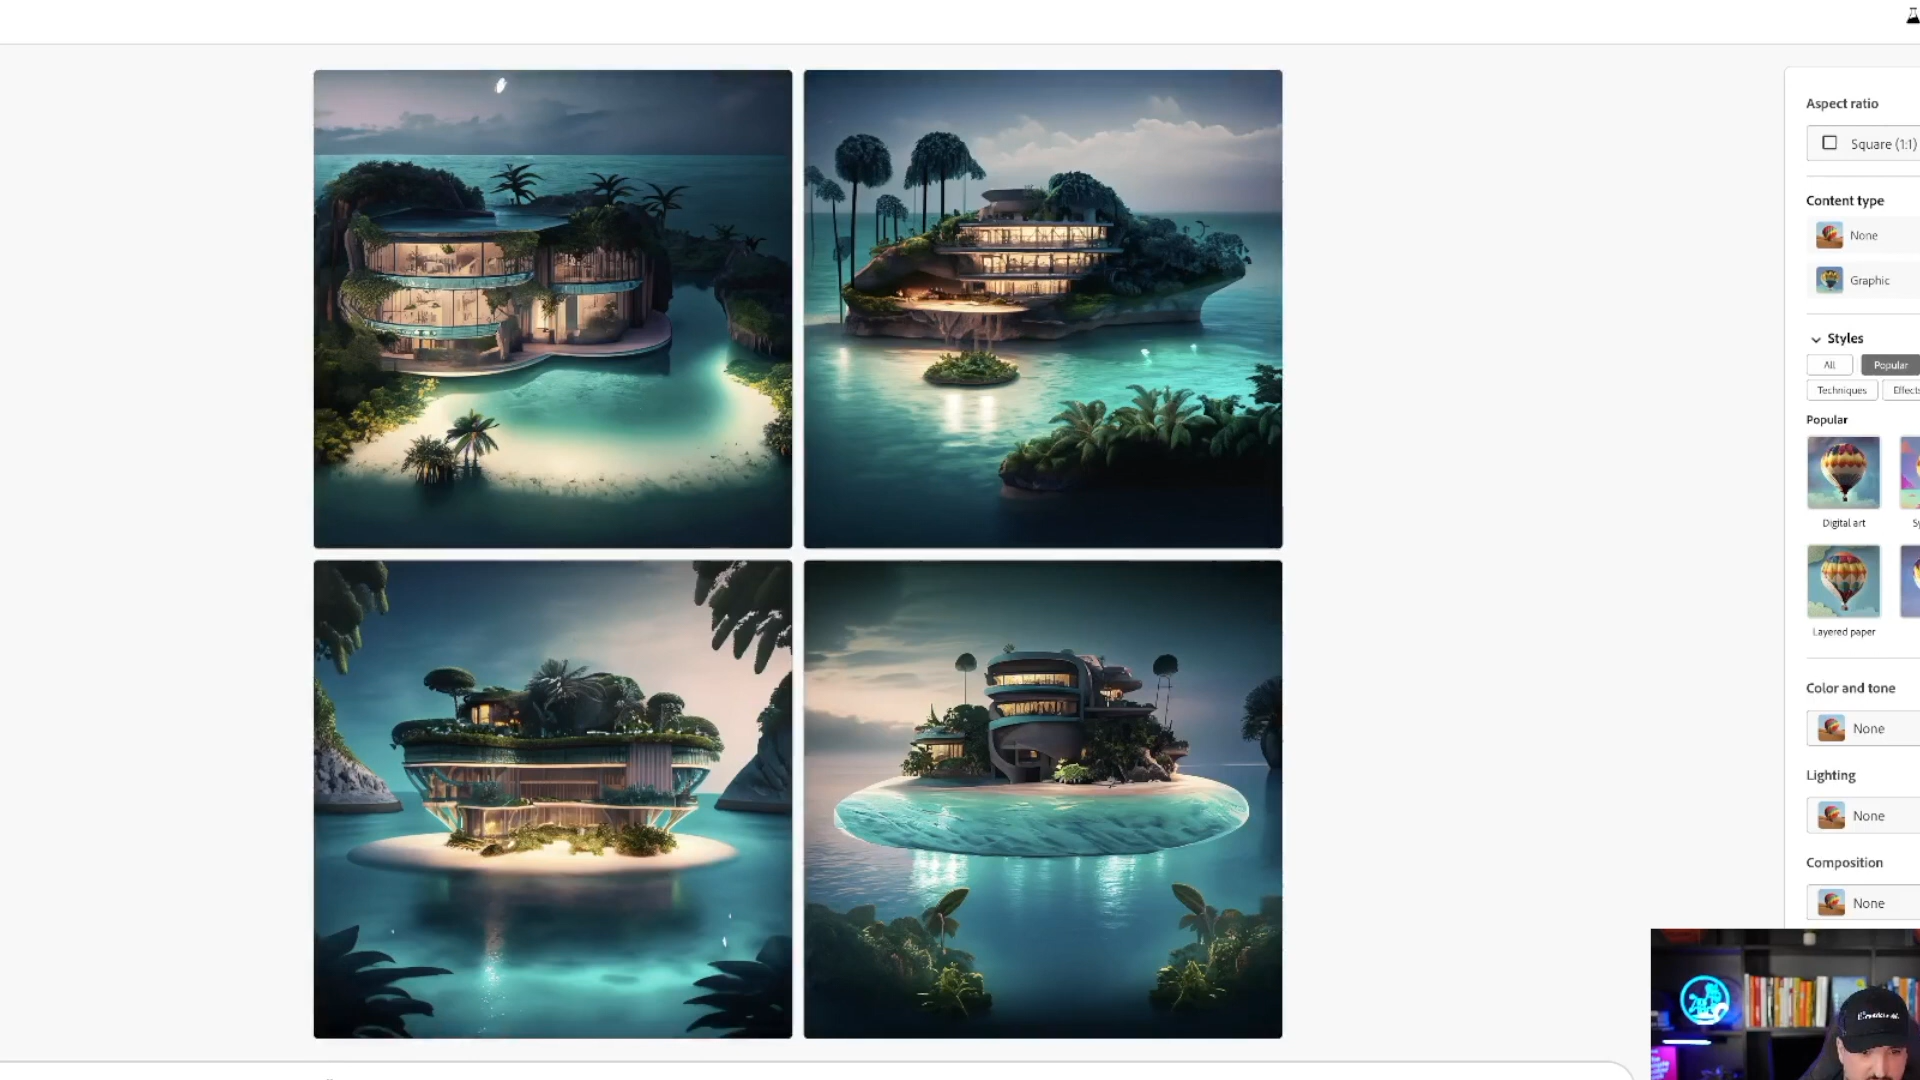 Aspect ratio
Square (1:1)
Content type
None
Graphic
Styles
All
Popular
Techniques
Effects
Popular
Digital art
Layered paper
Color and tone
None
Lighting
None
Composition
None